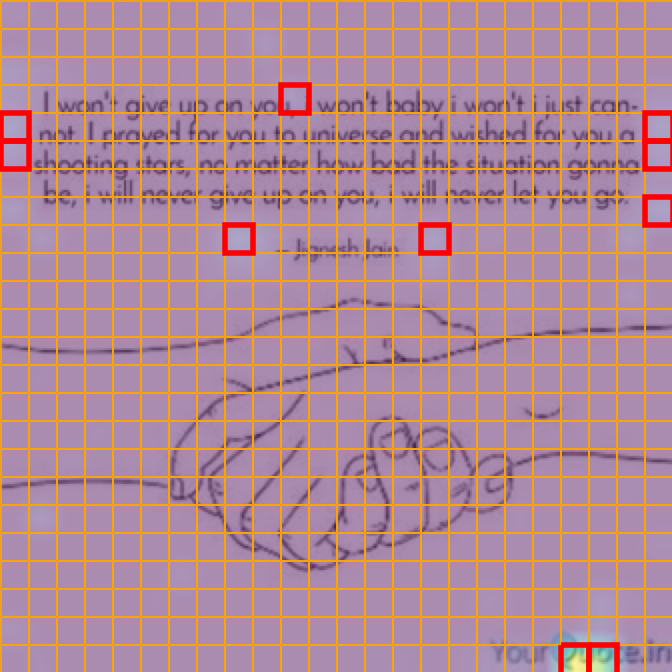 I won't give up on you, i won't baby i won't i just can-
not. I prayed for you to universe and wished for you a
shooting stars, no matter how bad the situation gonna
be, i will never give up on you, i will never let you go.
-- Jignesh Jain
YourQuote.in